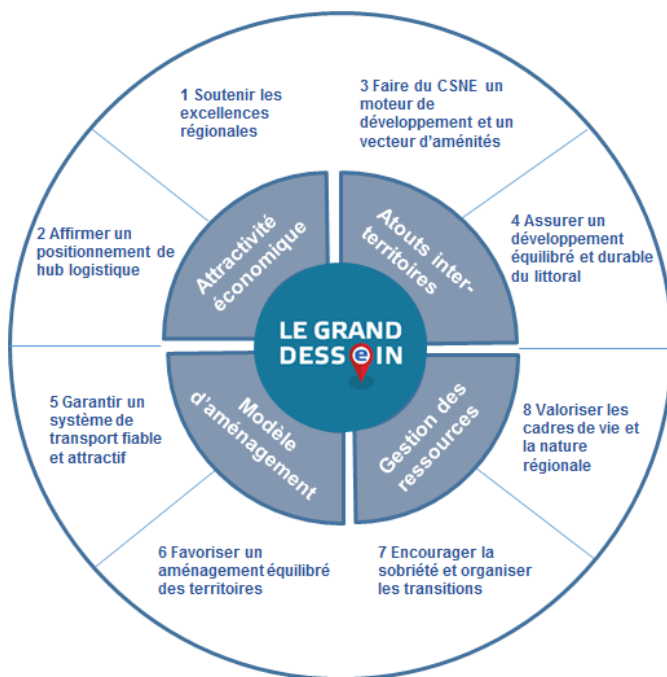 1 Soutenir les
excellences
régionales
3 Faire du CSNE un
moteur de
développement et un
vecteur d'aménités
2 Affirmer un
positionnement de
hub logistique
4 Assurer un
développement
équilibré et durable
du littoral
Attractivité
économique
Atouts inter-
territoires
LE GRAND
DESSeIN
Modèle
d'aménagement
Gestion des
ressources
5 Garantir un
système de
transport fiable
et attractif
8 Valoriser les
cadres de vie et
la nature
régionale
6 Favoriser un
aménagement équilibré
des territoires
7 Encourager la
sobriété et organiser
les transitions